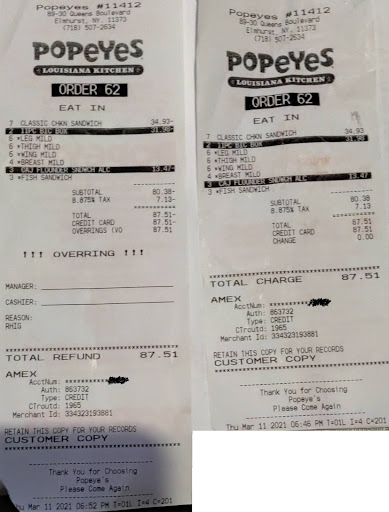 Popeyes #11412
89-30 Queens Boulevard
Elmhurst, NY. 11373
(718) 507-2634
POPEYES
LOUISIANA KITCHEN
ORDER 62
EAT IN
7 CLASSIC CHKN SANDWICH 34.93-
2 11PC BIG BOX 31.98-
6 *LEG MILD
6 *THIGH MILD
6 *WING MILD
4 *BREAST MILD
3 CAJ FLOUNDER SNDWCH ALC 13.47-
3 *FISH SANDWICH
SUBTOTAL 80.38-
8.875% TAX 7.13-
TOTAL 87.51-
CREDIT CARD 87.51-
OVERRINGS (VO 87.51
!!! OVERRING !!!
MANAGER:
CASHIER:
REASON:
RHIG
TOTAL REFUND 87.51
AMEX
AcctNum:
Auth: 863732
Type: CREDIT
CTroutd: 1965
Merchant Id: 334323193881
RETAIN THIS COPY FOR YOUR RECORDS
CUSTOMER COPY
Thank You for Choosing
Popeye's
Please Come Again
Thu Mar 11 2021 06:52 PM T=01L I=4 C=201
Popeyes #11412
89-30 Queens Boulevard
Elmhurst, NY. 11373
(718) 507-2634
POPEYES
LOUISIANA KITCHEN
ORDER 62
EAT IN
7 CLASSIC CHKN SANDWICH 34.93
2 11PC BIG BOX 31.98
6 *LEG MILD
6 *THIGH MILD
6 *WING MILD
4 *BREAST MILD
3 CAJ FLOUNDER SNDWCH ALC 13.47
3 *FISH SANDWICH
SUBTOTAL 80.38
8.875% TAX 7.13
TOTAL 87.51
CREDIT CARD 87.51
CHANGE 0.00
TOTAL CHARGE 87.51
AMEX
AcctNum:
Auth: 863732
Type: CREDIT
CTroutd: 1965
Merchant Id: 334323193881
RETAIN THIS COPY FOR YOUR RECORDS
CUSTOMER COPY
Thank You for Choosing
Popeye's
Please Come Again
Thu Mar 11 2021 06:46 PM T=01L I=4 C=201